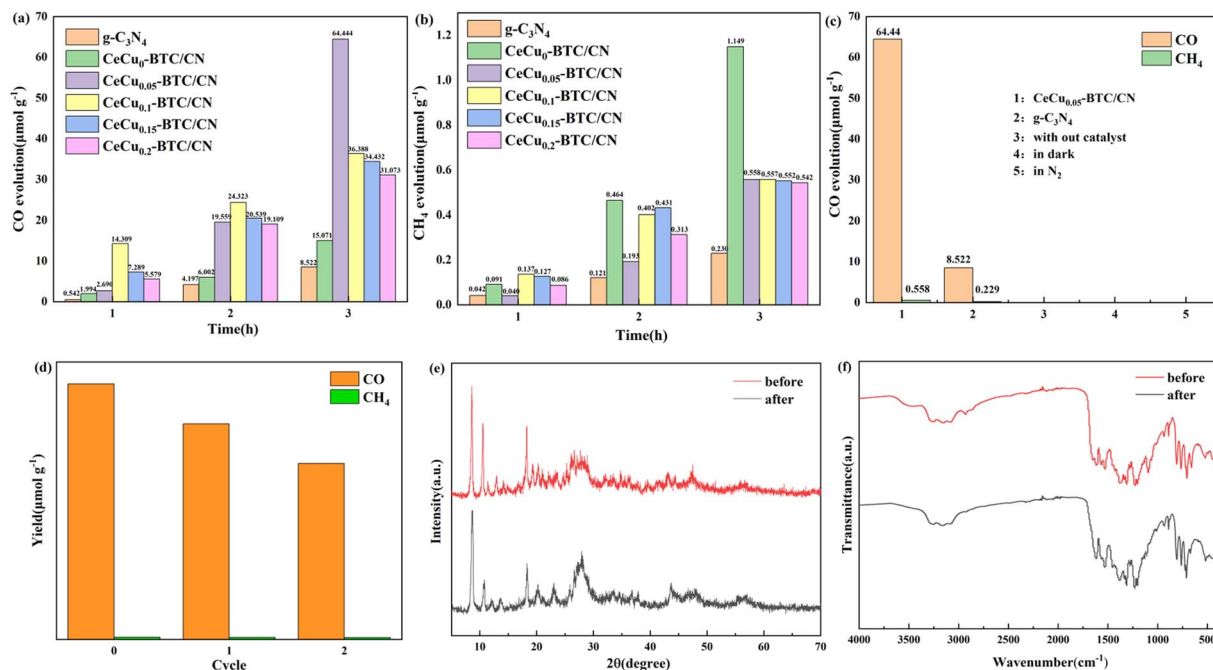 (a)
CO evolution(μmol g⁻¹)
70
60
50
40
30
20
10
0
g-C₃N₄
CeCu₀-BTC/CN
CeCu₀.₀₅-BTC/CN
CeCu₀.₁-BTC/CN
CeCu₀.₁₅-BTC/CN
CeCu₀.₂-BTC/CN
0.542
1.994
2.690
14.309
7.289
5.579
4.197
6.002
19.559
24.323
20.539
19.109
8.522
15.071
64.444
36.388
34.432
31.073
1 2 3
Time(h)
(b)
CH₄ evolution(μmol g⁻¹)
1.2
1.0
0.8
0.6
0.4
0.2
0.0
g-C₃N₄
CeCu₀-BTC/CN
CeCu₀.₀₅-BTC/CN
CeCu₀.₁-BTC/CN
CeCu₀.₁₅-BTC/CN
CeCu₀.₂-BTC/CN
0.042
0.091
0.040
0.137
0.127
0.086
0.121
0.464
0.193
0.402
0.431
0.313
0.230
1.149
0.558
0.557
0.552
0.542
1 2 3
Time(h)
(c)
CO evolution(μmol g⁻¹)
70
60
50
40
30
20
10
0
64.44
0.558
8.522
0.229
CO
CH₄
1：CeCu₀.₀₅-BTC/CN
2：g-C₃N₄
3：with out catalyst
4：in dark
5：in N₂
1 2 3 4 5
(d)
Yield(μmol g⁻¹)
CO
CH₄
0 1 2
Cycle
(e)
Intensity(a.u.)
before
after
10 20 30 40 50 60 70
2θ(degree)
(f)
Transmittance(a.u.)
before
after
4000 3500 3000 2500 2000 1500 1000 500
Wavenumber(cm⁻¹)